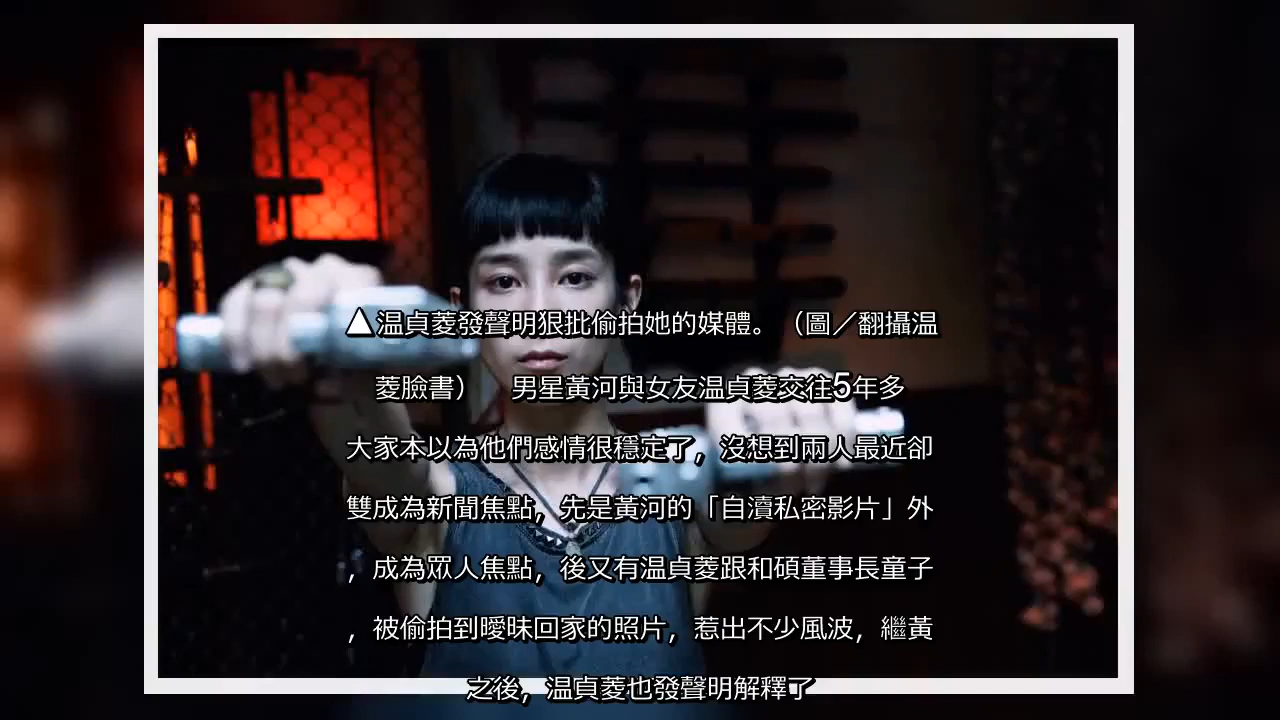 ▲温貞菱發聲明狠批偷拍她的媒體。（圖／翻攝温
菱臉書） 男星黃河與女友温貞菱交往5年多
大家本以為他們感情很穩定了，沒想到兩人最近卻
雙成為新聞焦點，先是黃河的「自瀆私密影片」外
，成為眾人焦點，後又有温貞菱跟和碩董事長童子
，被偷拍到曖昧回家的照片，惹出不少風波，繼黃
之後，温貞菱也發聲明解釋了